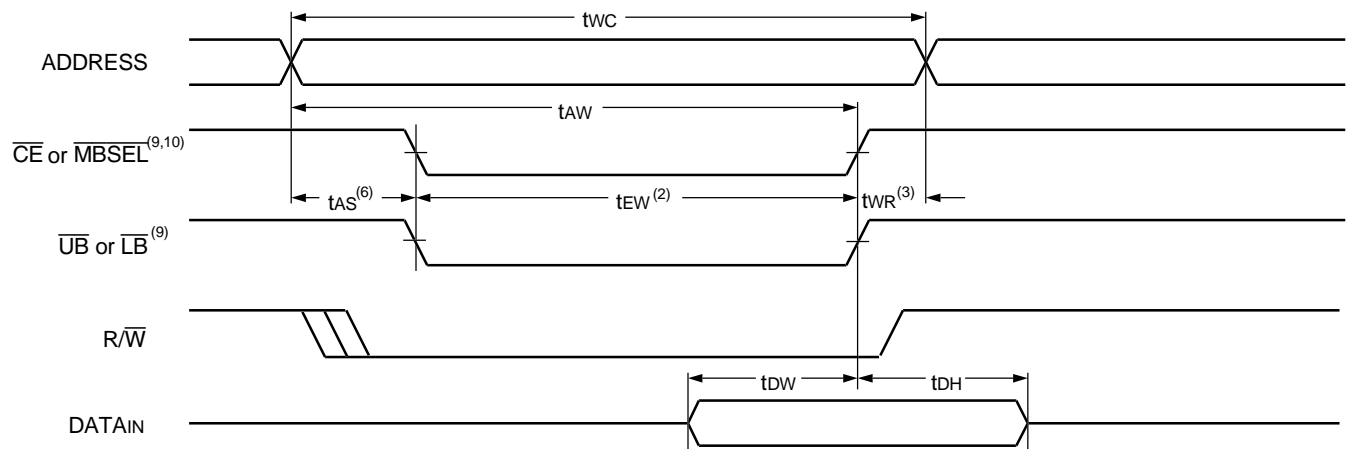 tWC
ADDRESS
tAW
CE or MBSEL(9,10)
tAS(6) tEW(2) tWR(3)
UB or LB(9)
R/W
tDW tDH
DATAIN